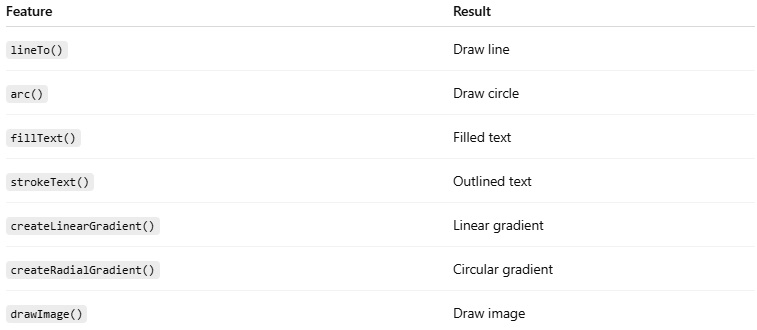 Feature Result
lineTo() Draw line
arc() Draw circle
fillText() Filled text
strokeText() Outlined text
createLinearGradient() Linear gradient
createRadialGradient() Circular gradient
drawImage() Draw image